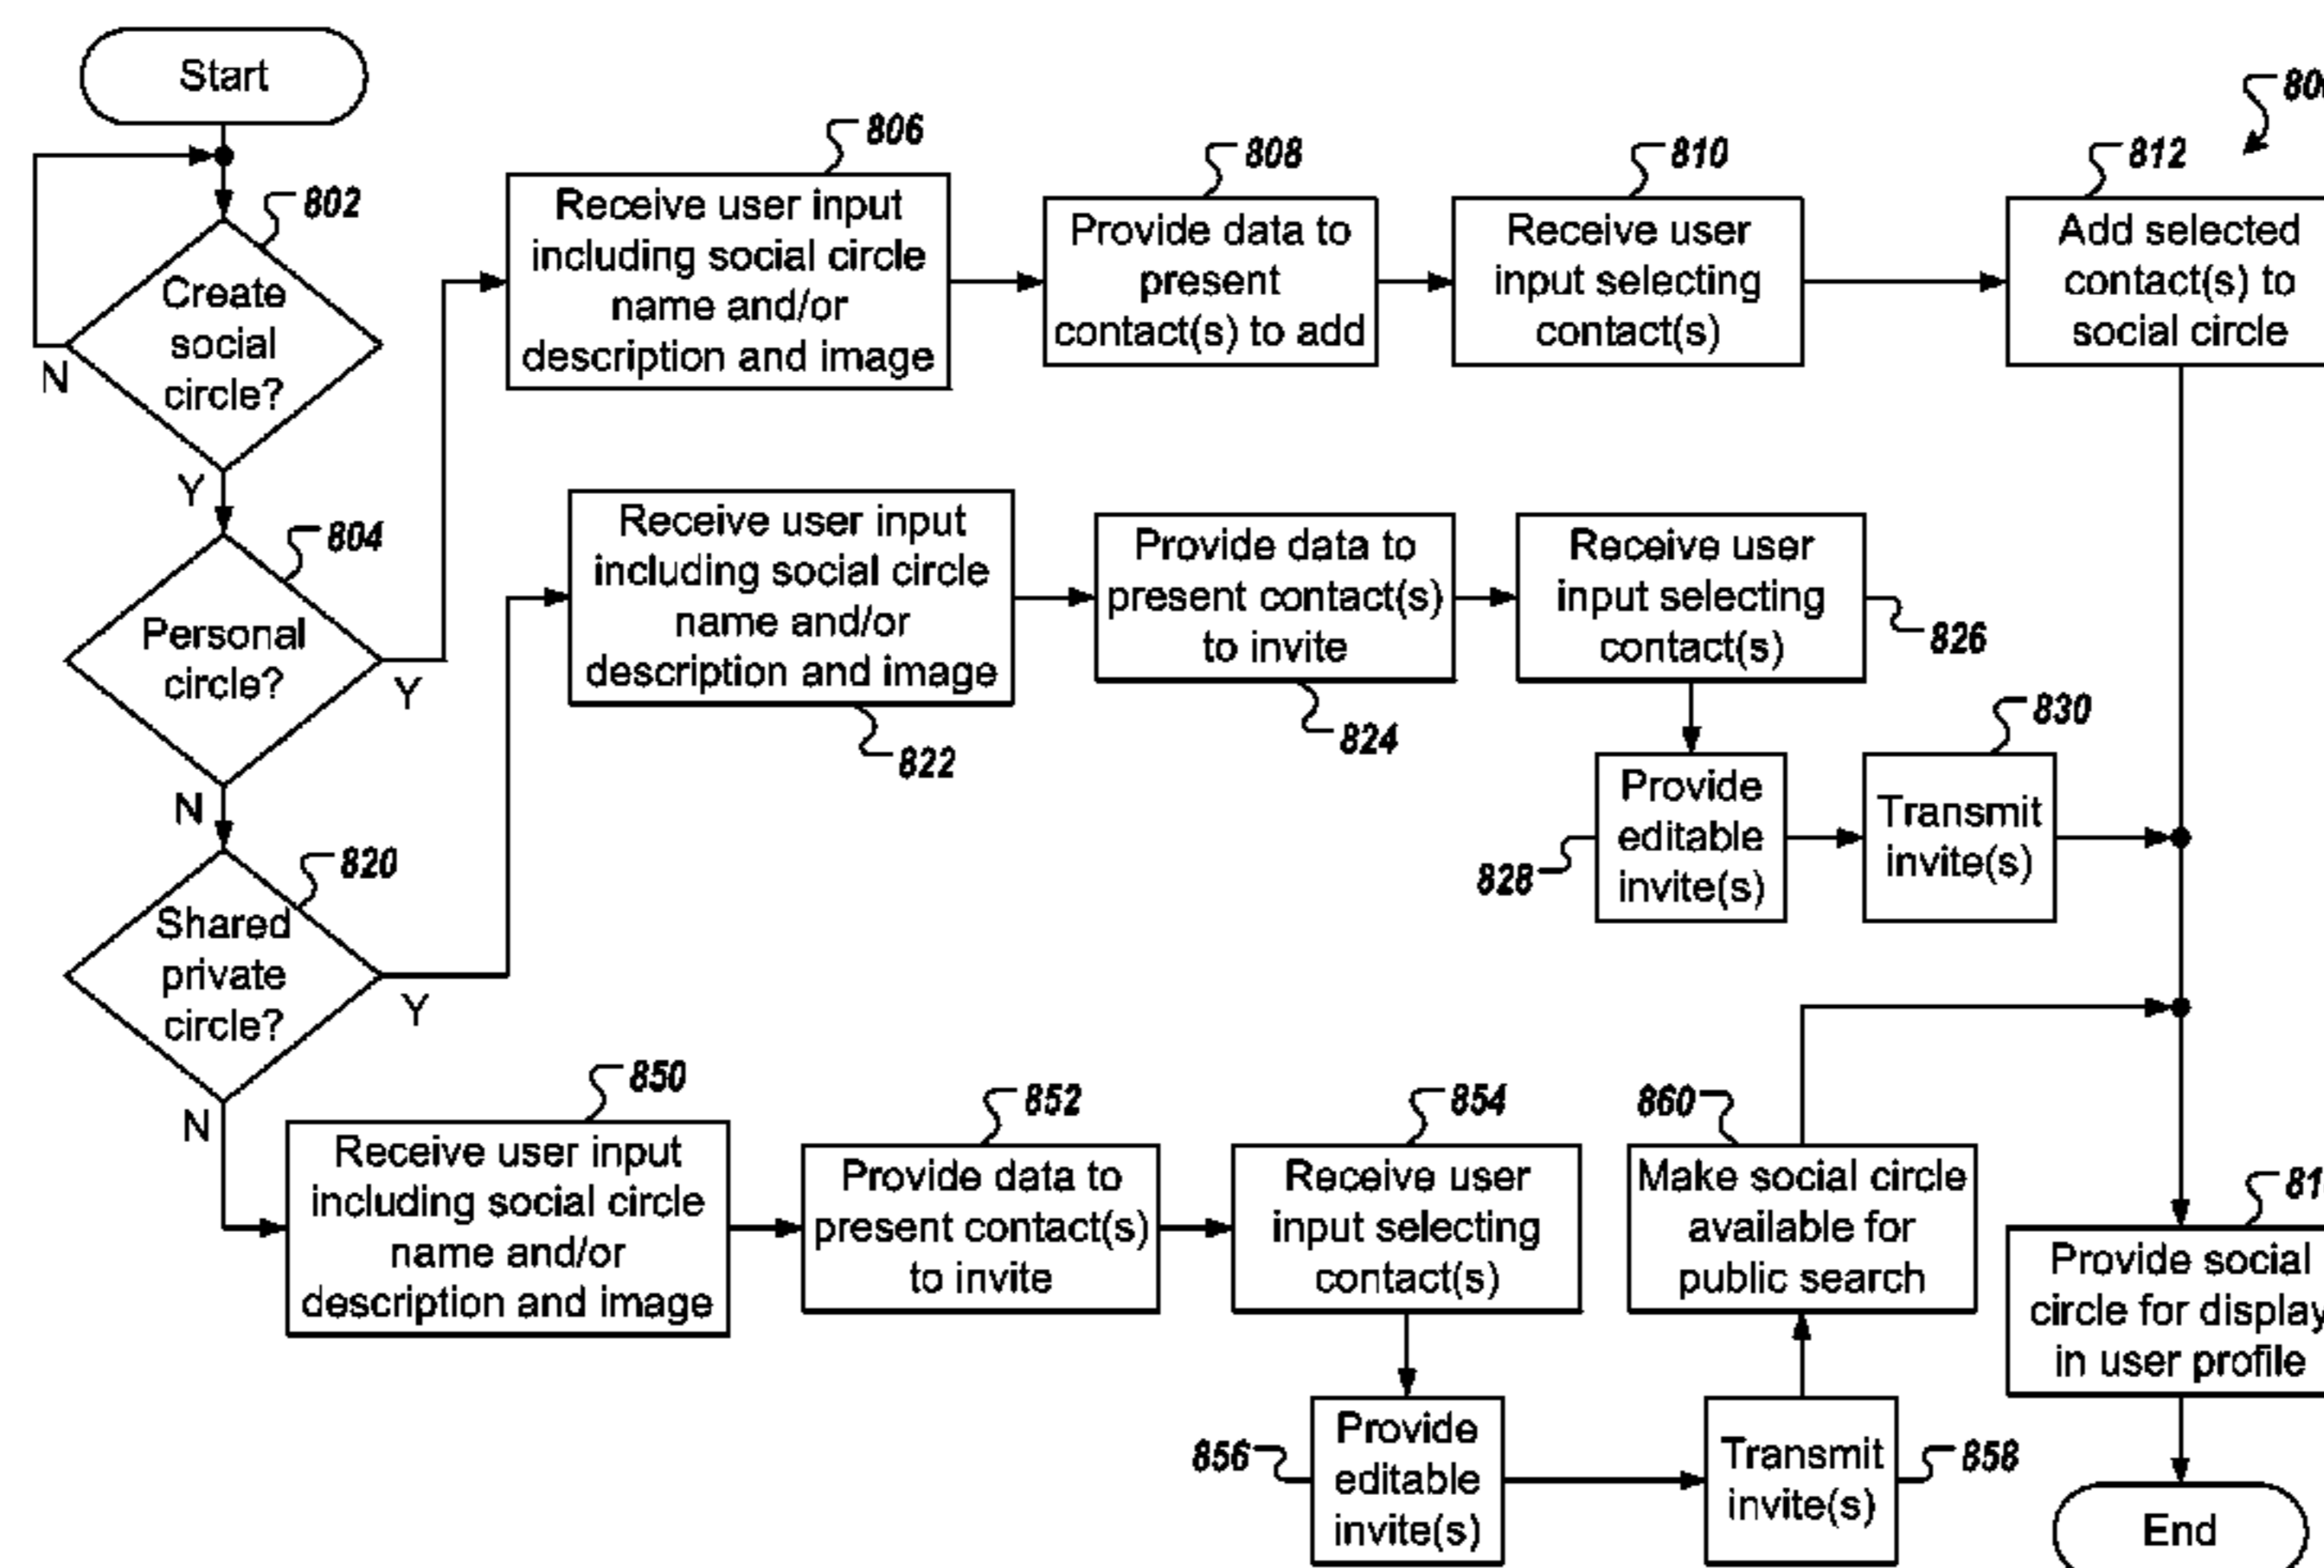 Start
802
Create
social
circle?
N
Y
804
Personal
circle?
Y
N
820
Shared
private
circle?
Y
N
806
Receive user input
including social circle
name and/or
description and image
808
Provide data to
present
contact(s) to add
810
Receive user
input selecting
contact(s)
812
Add selected
contact(s) to
social circle
Receive user input
including social circle
name and/or
description and image
822
Provide data to
present contact(s)
to invite
824
Receive user
input selecting
contact(s)
826
Provide
editable
invite(s)
828
830
Transmit
invite(s)
850
Receive user input
including social circle
name and/or
description and image
852
Provide data to
present contact(s)
to invite
854
Receive user
input selecting
contact(s)
856
Provide
editable
invite(s)
Transmit
invite(s)
858
860
Make social circle
available for
public search
Provide social
circle for display
in user profile
End